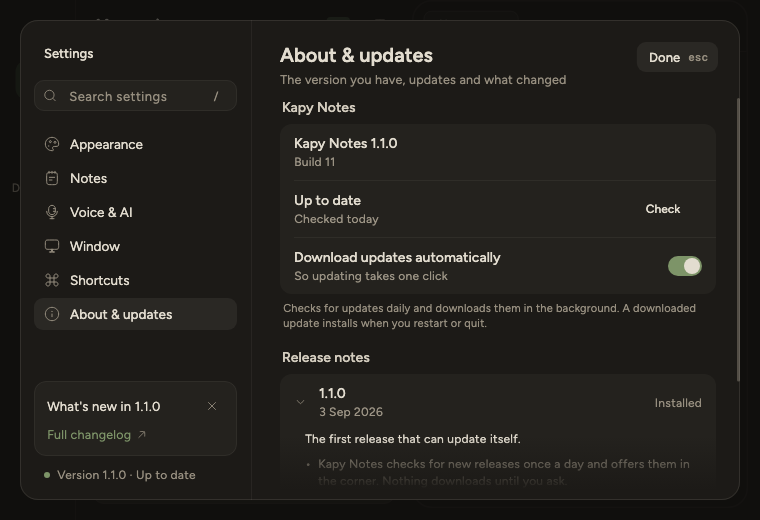 Settings
Search settings /
Appearance
Notes
Voice & AI
Window
Shortcuts
About & updates
What's new in 1.1.0
Full changelog ↗
Version 1.1.0 · Up to date
About & updates
The version you have, updates and what changed
Done esc
Kapy Notes
Kapy Notes 1.1.0
Build 11
Up to date
Checked today
Check
Download updates automatically
So updating takes one click
Checks for updates daily and downloads them in the background. A downloaded
update installs when you restart or quit.
Release notes
1.1.0
3 Sep 2026
Installed
The first release that can update itself.
• Kapy Notes checks for new releases once a day and offers them in
the corner. Nothing downloads until you ask.